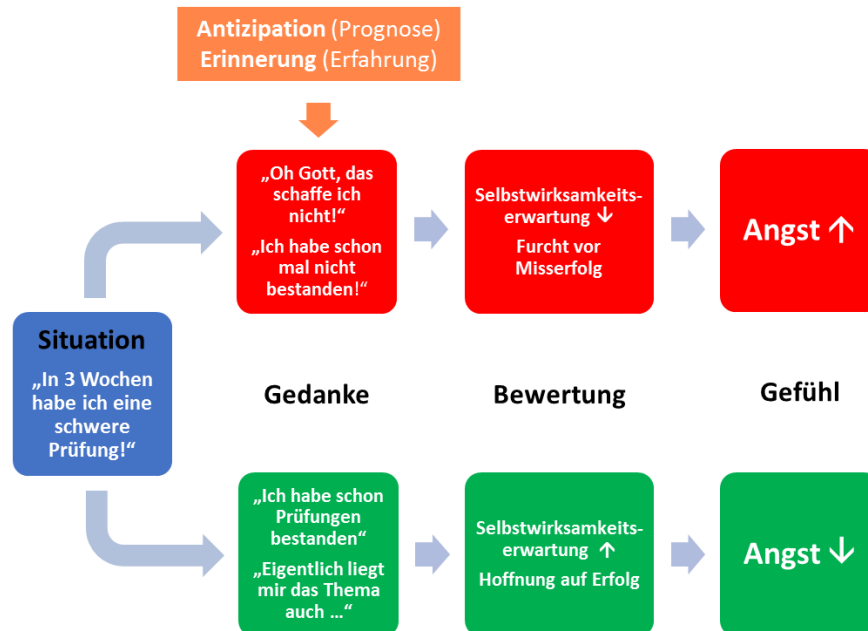 Antizipation (Prognose)
Erinnerung (Erfahrung)
„Oh Gott, das
schaffe ich
nicht!“
„Ich habe schon
mal nicht
bestanden!“
Selbstwirksamkeits-
erwartung ↓
Furcht vor
Misserfolg
Angst ↑
Situation
„In 3 Wochen
habe ich eine
schwere
Prüfung!“
Gedanke
Bewertung
Gefühl
„Ich habe schon
Prüfungen
bestanden“
„Eigentlich liegt
mir das Thema
auch …“
Selbstwirksamkeits-
erwartung ↑
Hoffnung auf Erfolg
Angst ↓